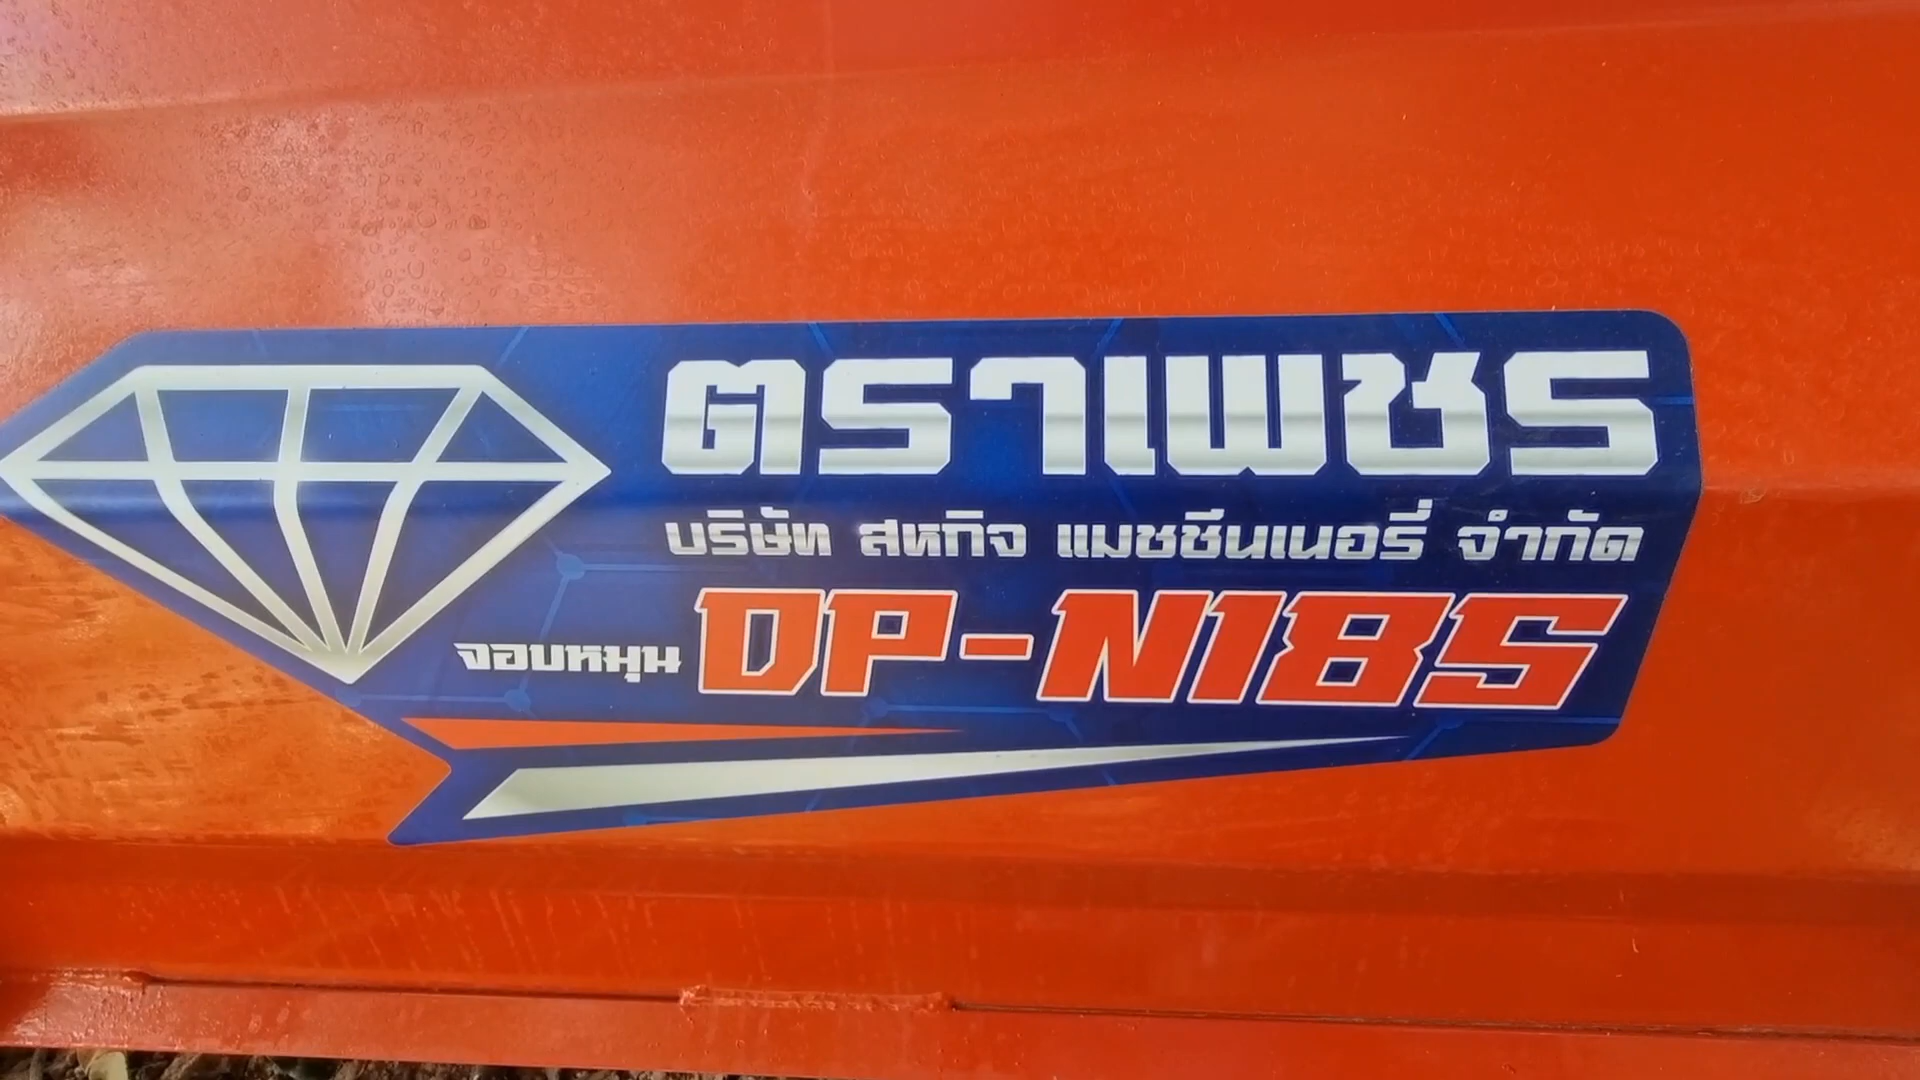 ตราเพชร
บริษัท สหกิจ แมชชีนเนอรี่ จำกัด
จอบหมุน DP-N185